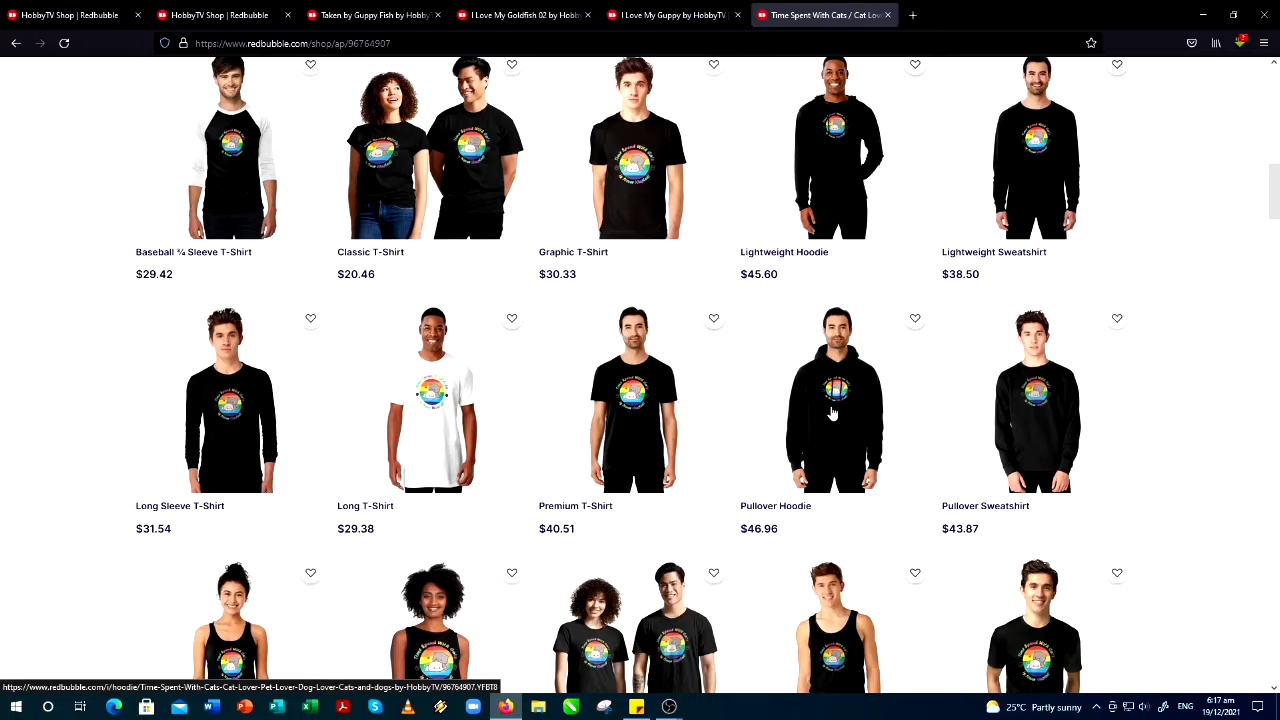 HobbyTV Shop | Redbubble
HobbyTV Shop | Redbubble
Taken by Guppy Fish by HobbyT
I Love My Goldfish 02 by Hobb
I Love My Guppy by HobbyTV |
Time Spent With Cats / Cat Lov
https://www.redbubble.com/shop/ap/96764907
2
Baseball ¾ Sleeve T-Shirt
Classic T-Shirt
Graphic T-Shirt
Lightweight Hoodie
Lightweight Sweatshirt
$29.42
$20.46
$30.33
$45.60
$38.50
Long Sleeve T-Shirt
Long T-Shirt
Premium T-Shirt
Pullover Hoodie
Pullover Sweatshirt
$31.54
$29.38
$40.51
$46.96
$43.87
https://www.redbubble.com/i/hoodie/Time-Spent-With-Cats-Cat-Lover-Pet-Lover-Dog-Lover-Cats-and-dogs-by-HobbyTV/96764907.YFBT8
25°C Partly sunny
ENG
6:17 pm
19/12/2021